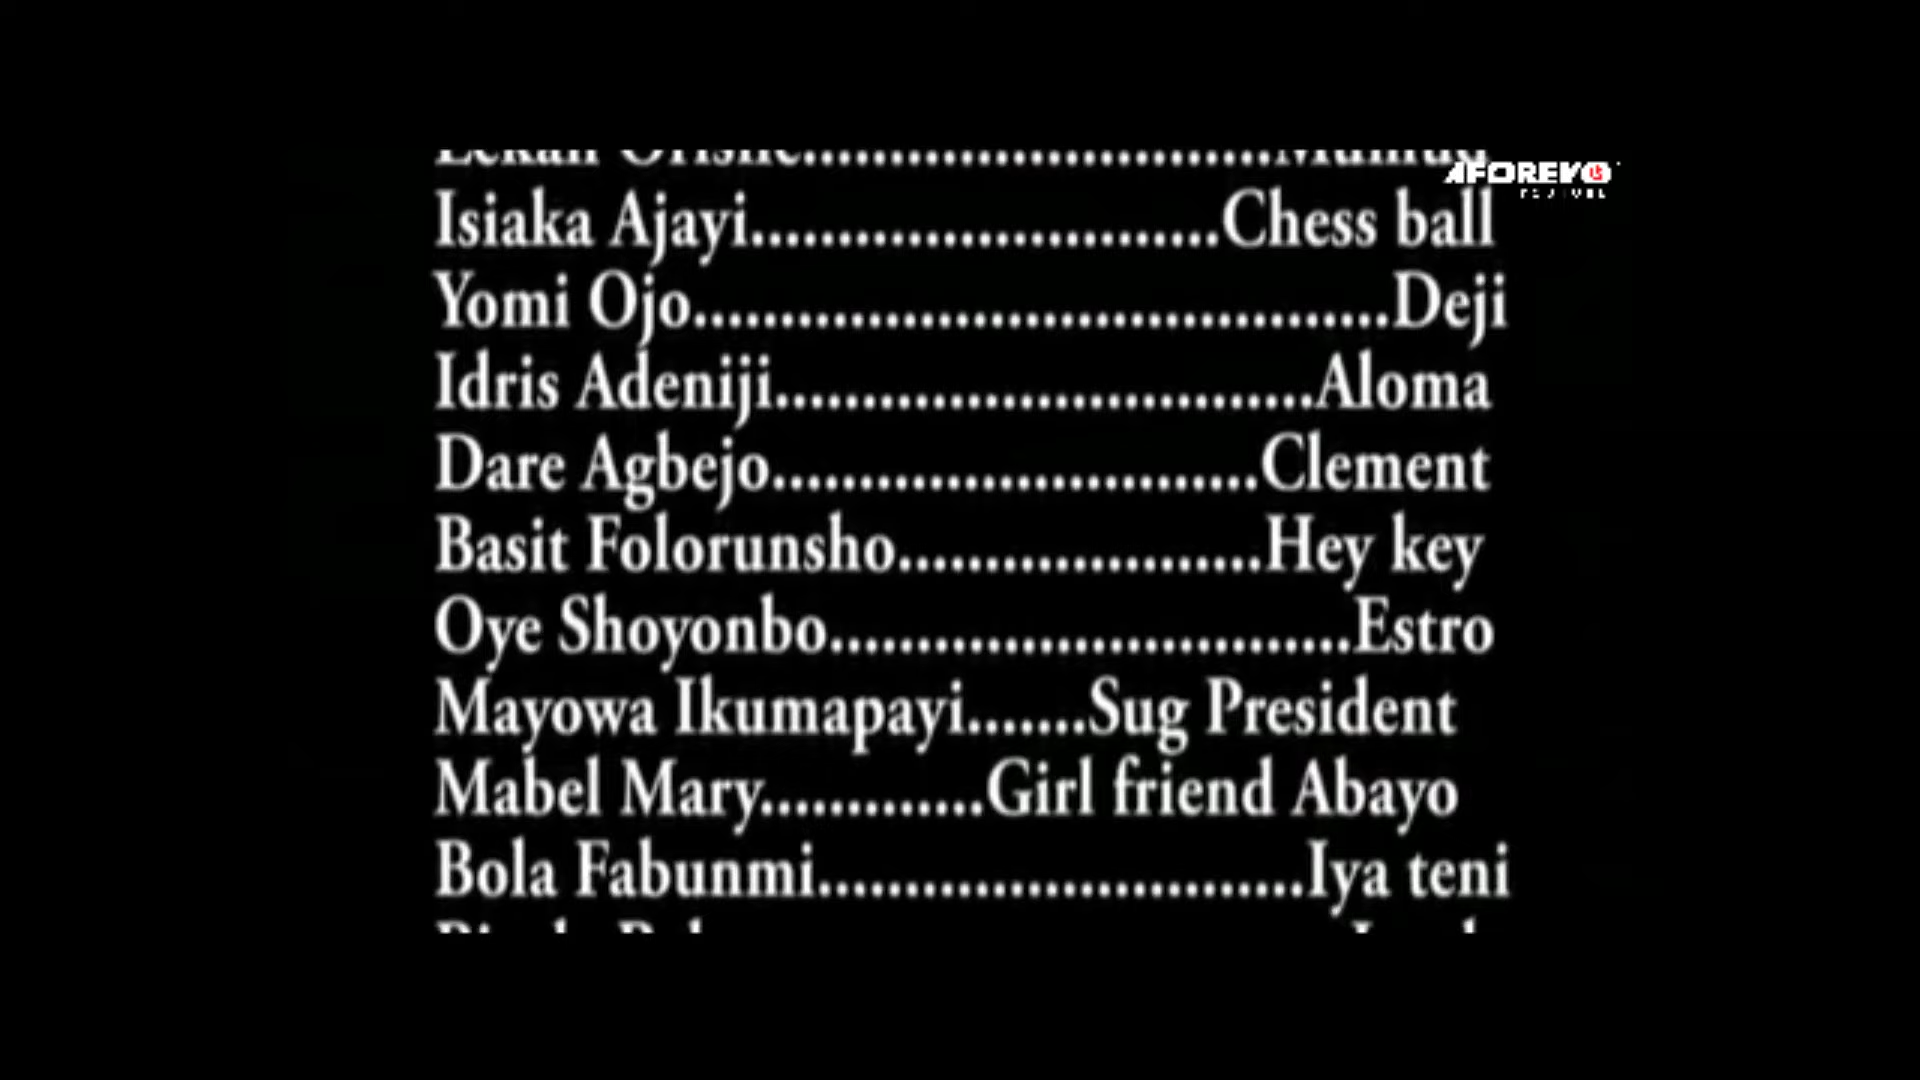 AFOREVO
Isiaka Ajayi...........................Chess ball
Yomi Ojo........................................Deji
Idris Adeniji...............................Aloma
Dare Agbejo............................Clement
Basit Folorunsho.....................Hey key
Oye Shoyonbo..............................Estro
Mayowa Ikumapayi.......Sug President
Mabel Mary.............Girl friend Abayo
Bola Fabunmi............................Iya teni